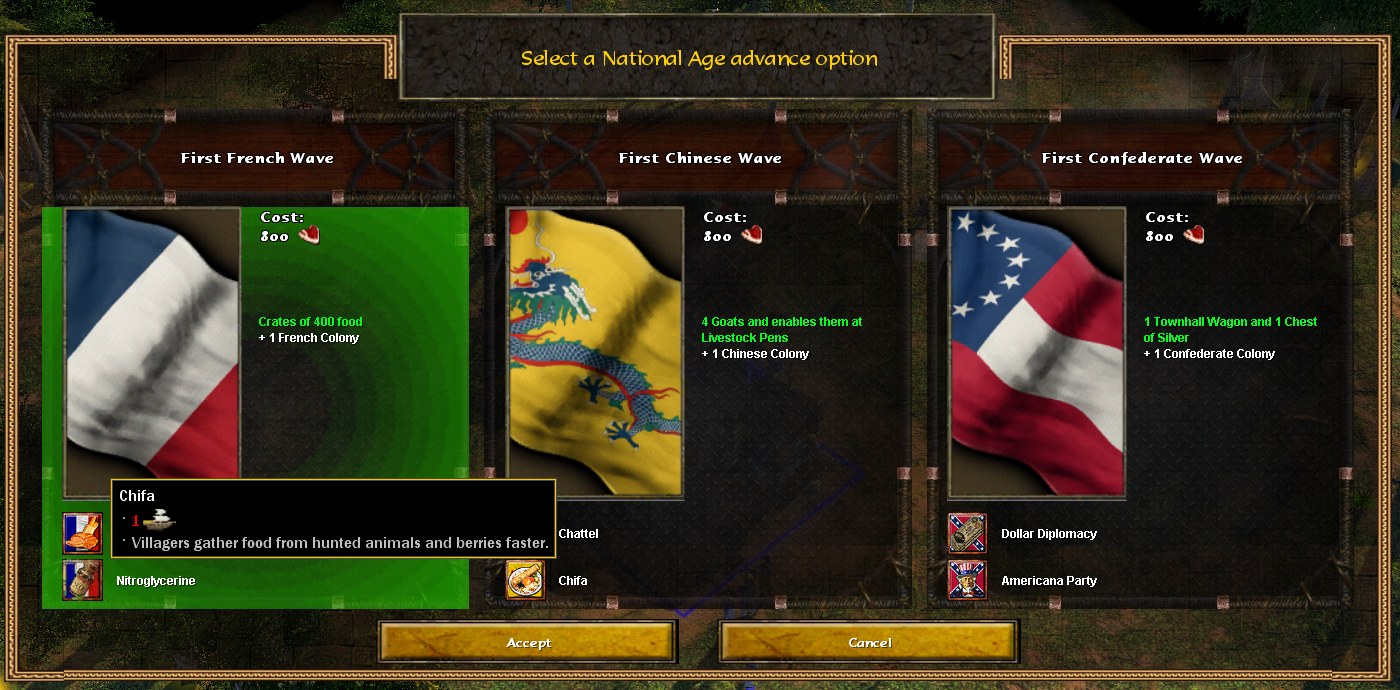 Select a National Age advance option
First French Wave
Cost:
800
Crates of 400 food
+ 1 French Colony
Chifa
· 1
· Villagers gather food from hunted animals and berries faster.
Nitroglycerine
First Chinese Wave
Cost:
800
4 Goats and enables them at
Livestock Pens
+ 1 Chinese Colony
Chattel
Chifa
First Confederate Wave
Cost:
800
1 Townhall Wagon and 1 Chest
of Silver
+ 1 Confederate Colony
Dollar Diplomacy
Americana Party
Accept
Cancel